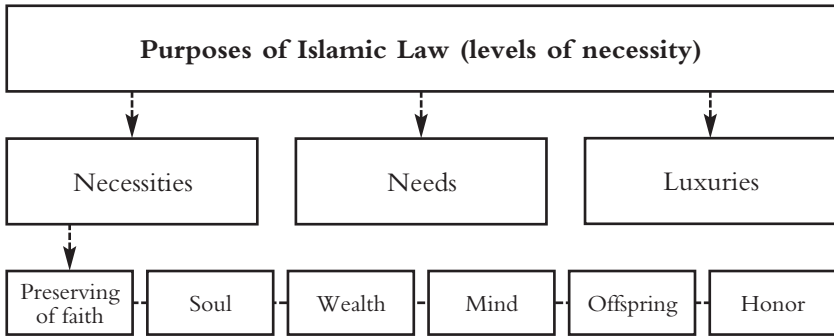 Purposes of Islamic Law (levels of necessity)
Necessities
Needs
Luxuries
Preserving
of faith
Soul
Wealth
Mind
Offspring
Honor